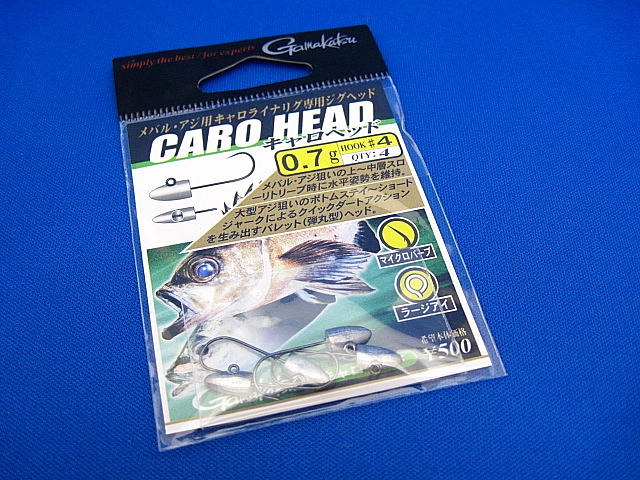 simply the best / for experts
Gamakatsu
メバル・アジ用キャロライナリグ専用ジグヘッド
CARO HEAD
キャロヘッド
0.7g
HOOK #4
QTY: 4
メバル・アジ狙いの上～中層スロ
ーリトリーブ時に水平姿勢を維持。
大型アジ狙いのボトムステイ～ショート
ジャークによるクイックダートアクション
を生み出すバレット(弾丸型)ヘッド。
マイクロバーブ
ラージアイ
希望本体価格
¥500